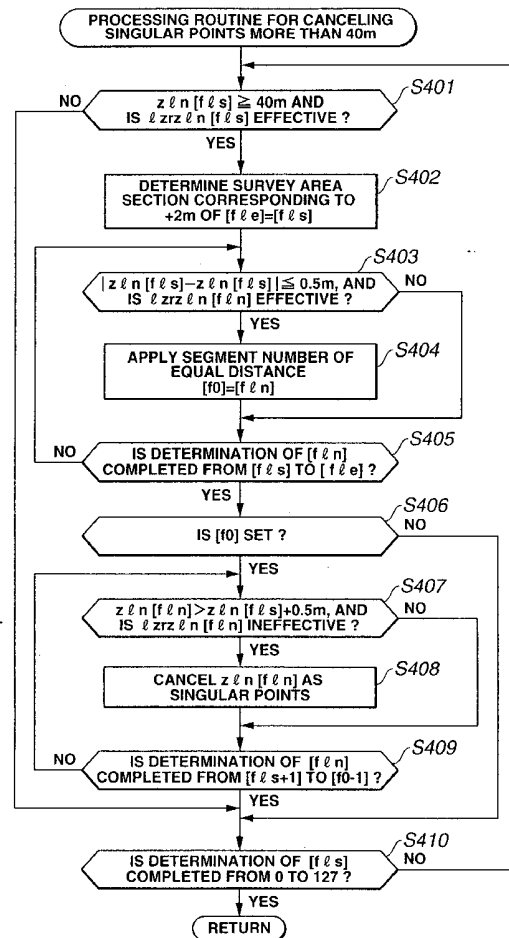 PROCESSING ROUTINE FOR CANCELING
SINGULAR POINTS MORE THAN 40m
S401
NO
z ℓ n [f ℓ s] ≧ 40m AND
IS ℓ zrz ℓ n [f ℓ s] EFFECTIVE ?
YES
S402
DETERMINE SURVEY AREA
SECTION CORRESPONDING TO
+2m OF [f ℓ e]=[f ℓ s]
S403
| z ℓ n [f ℓ s]−z ℓ n [f ℓ s] | ≦ 0.5m, AND
IS ℓ zrz ℓ n [f ℓ n] EFFECTIVE ?
NO
YES
S404
APPLY SEGMENT NUMBER OF
EQUAL DISTANCE
[f0]=[f ℓ n]
S405
NO
IS DETERMINATION OF [f ℓ n]
COMPLETED FROM [f ℓ s] TO [ f ℓ e] ?
YES
S406
IS [f0] SET ?
NO
YES
S407
z ℓ n [f ℓ n] > z ℓ n [f ℓ s]+0.5m, AND
IS ℓ zrz ℓ n [f ℓ n] INEFFECTIVE ?
NO
YES
S408
CANCEL z ℓ n [f ℓ n] AS
SINGULAR POINTS
S409
NO
IS DETERMINATION OF [f ℓ n]
COMPLETED FROM [f ℓ s+1] TO [f0-1] ?
YES
S410
IS DETERMINATION OF [f ℓ s]
COMPLETED FROM 0 TO 127 ?
NO
YES
RETURN